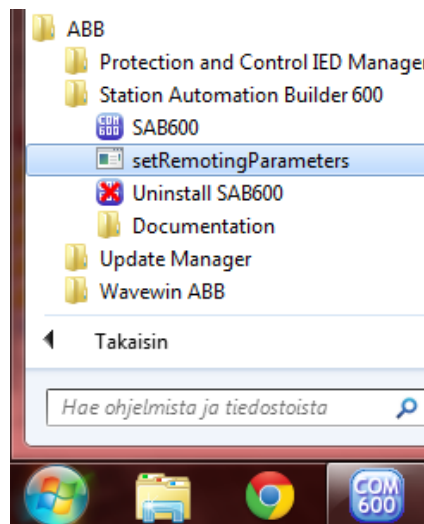 ABB
Protection and Control IED Manager
Station Automation Builder 600
COM 600
SAB600
setRemotingParameters
Uninstall SAB600
Documentation
Update Manager
Wavewin ABB
Takaisin
Hae ohjelmista ja tiedostoista
COM
600